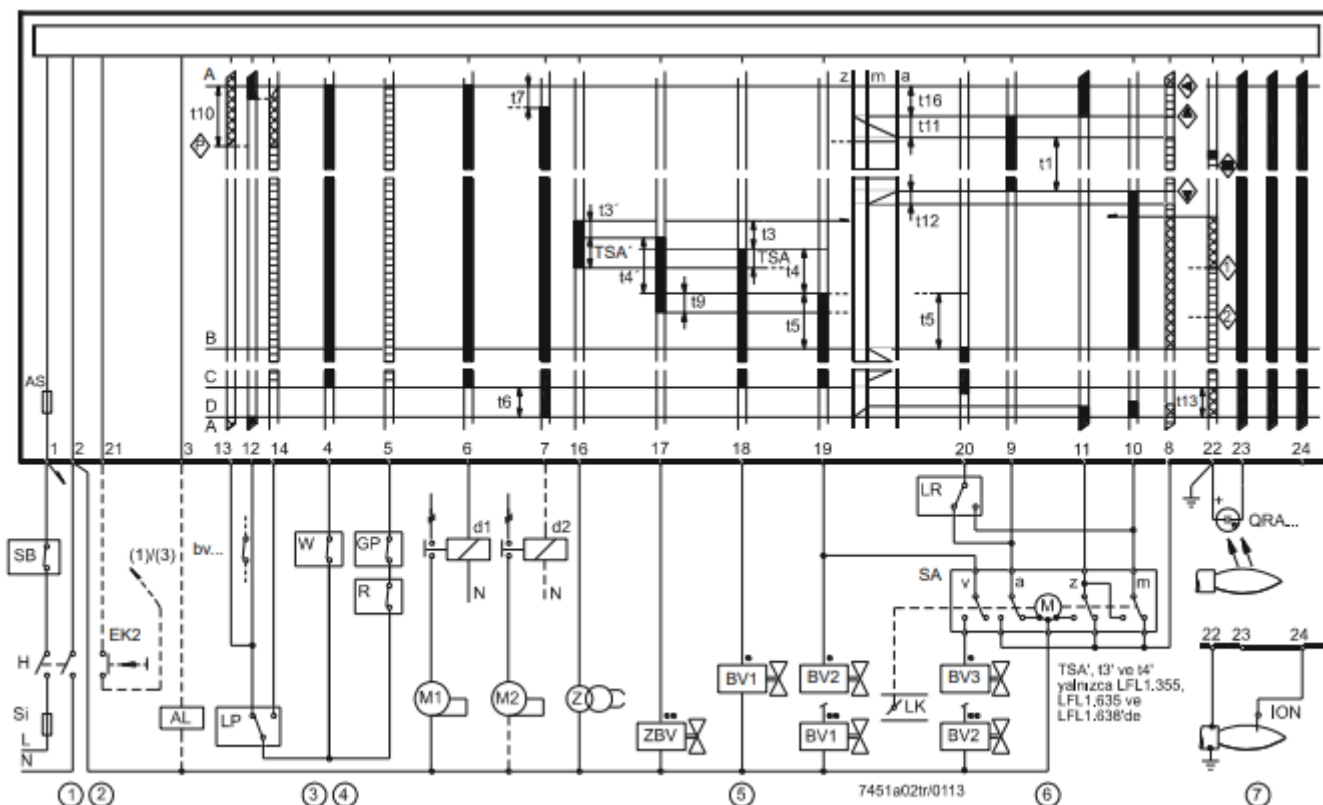 A
z m a
t7
t16
t10
t11
P
t1
t3´
t12
t3
TSA´
TSA
t4
1
t4´
t9
t5
t5
2
B
C
AS
t6
t13
D
A
1 2 21 3 13 12 14 4 5 6 7 16 17 18 19 20 9 11 10 8 22 23 24
LR
+
QRA...
d1
d2
(1)/(3)
bv...
W
GP
SB
SA
v a z m
R
N
N
M
EK2
22 23 24
H
TSA', t3' ve t4'
yalnızca LFL1.355,
LFL1.635 ve
LFL1.638'de
BV1
BV2
BV3
M1
M2
Z
LK
Si
AL
LP
ION
L
ZBV
BV1
BV2
N
1 2 3 4 5 7451a02tr/0113 6 7